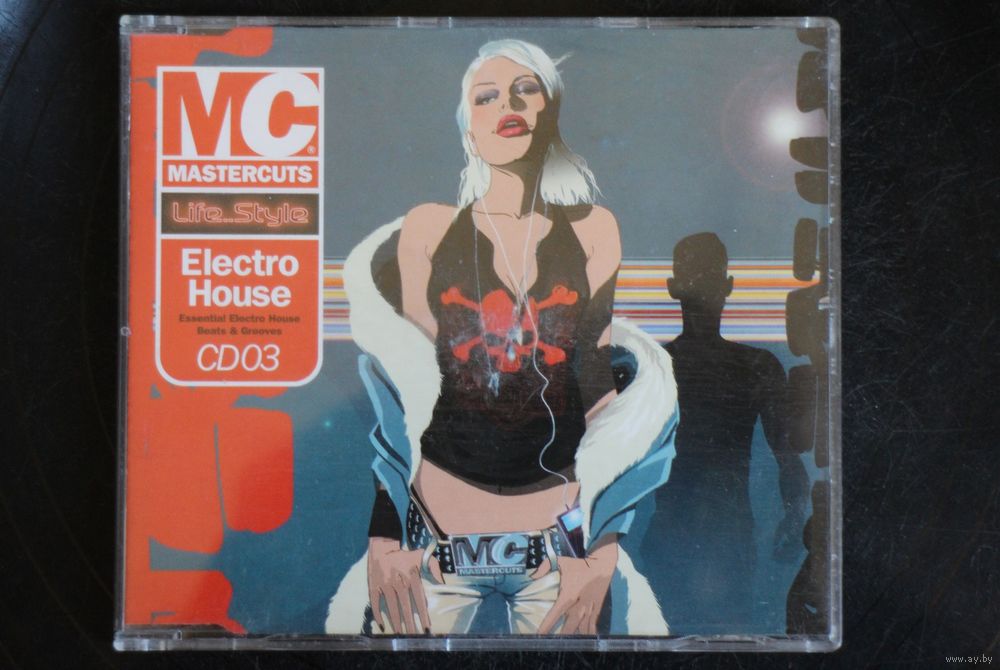 MC®
MASTERCUTS
Life_Style
Electro
House
Essential Electro House
Beats & Grooves
CD03
MC
MASTERCUTS
www.ay.by